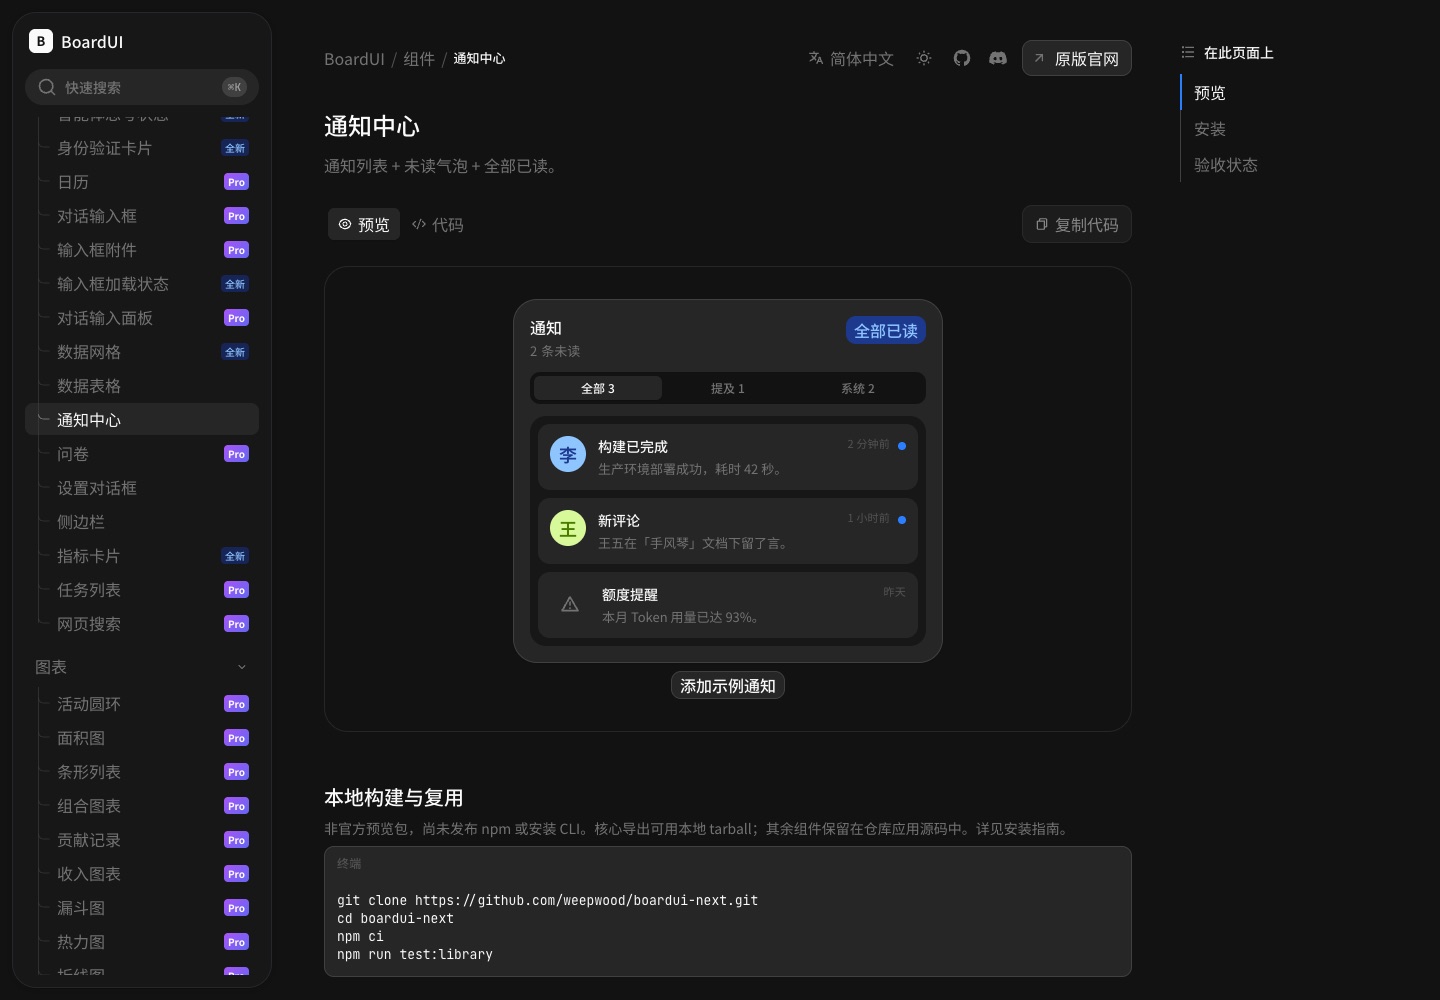 B BoardUI
快速搜索 ⌘K
身份验证卡片 全新
日历 Pro
对话输入框 Pro
输入框附件 Pro
输入框加载状态 全新
对话输入面板 Pro
数据网格 全新
数据表格
通知中心
问卷 Pro
设置对话框
侧边栏
指标卡片 全新
任务列表 Pro
网页搜索 Pro
图表
活动圆环 Pro
面积图 Pro
条形列表 Pro
组合图表 Pro
贡献记录 Pro
收入图表 Pro
漏斗图 Pro
热力图 Pro
折线图 Pro
BoardUI / 组件 / 通知中心
简体中文
原版官网
通知中心
通知列表 + 未读气泡 + 全部已读。
预览 代码
复制代码
通知
全部已读
2 条未读
全部 3 提及 1 系统 2
李 构建已完成 2 分钟前
生产环境部署成功，耗时 42 秒。
王 新评论 1 小时前
王五在「手风琴」文档下留了言。
额度提醒 昨天
本月 Token 用量已达 93%。
添加示例通知
本地构建与复用
非官方预览包，尚未发布 npm 或安装 CLI。核心导出可用本地 tarball；其余组件保留在仓库应用源码中。详见安装指南。
终端
git clone https://github.com/weepwood/boardui-next.git
cd boardui-next
npm ci
npm run test:library
在此页面上
预览
安装
验收状态